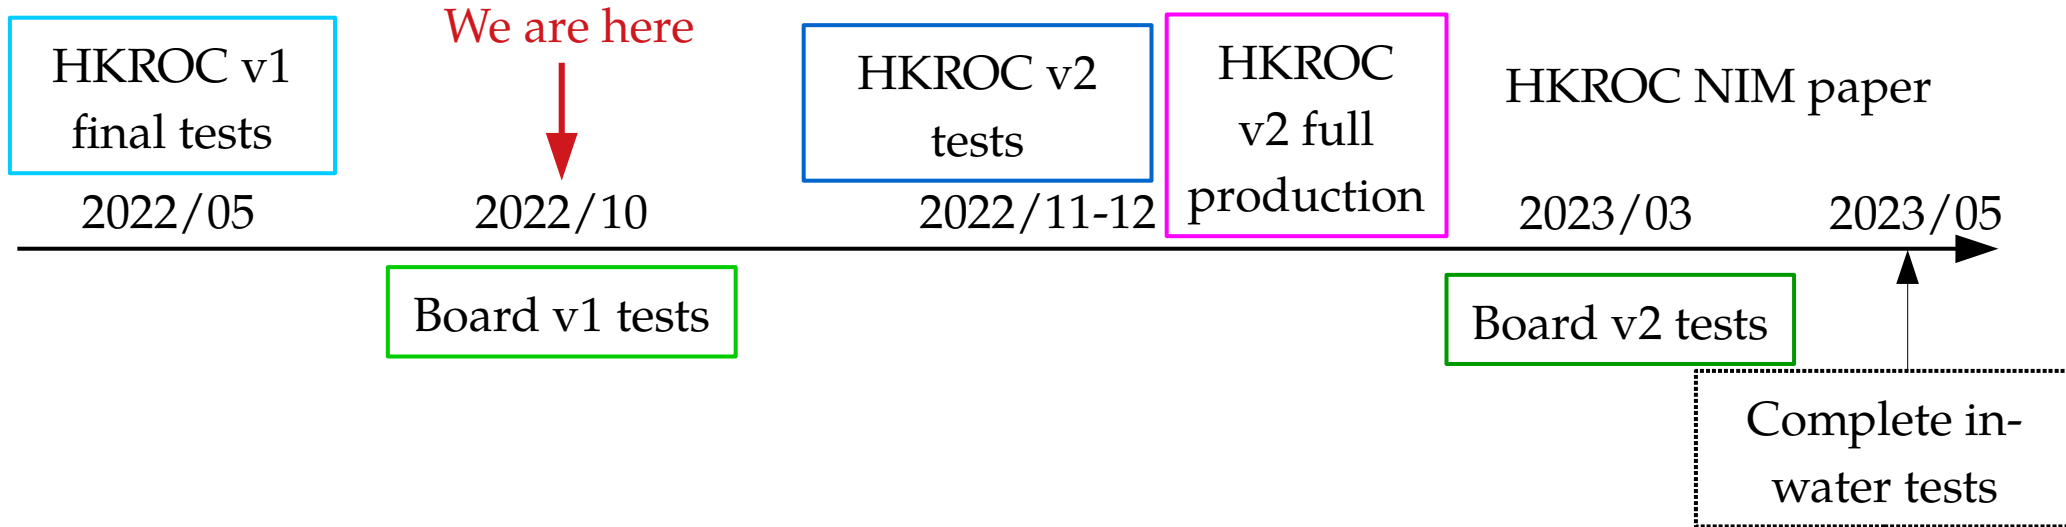 We are here
HKROC v1
final tests
HKROC v2
tests
HKROC
v2 full
production
HKROC NIM paper
2022/05
2022/10
2022/11-12
2023/03
2023/05
Board v1 tests
Board v2 tests
Complete in-
water tests